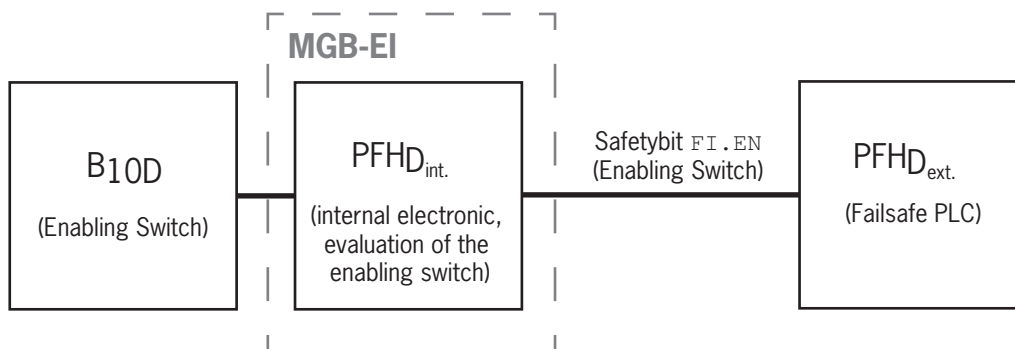 MGB-EI
B10D
(Enabling Switch)
PFHDint.
(internal electronic,
evaluation of the
enabling switch)
Safetybit FI.EN
(Enabling Switch)
PFHDext.
(Failsafe PLC)